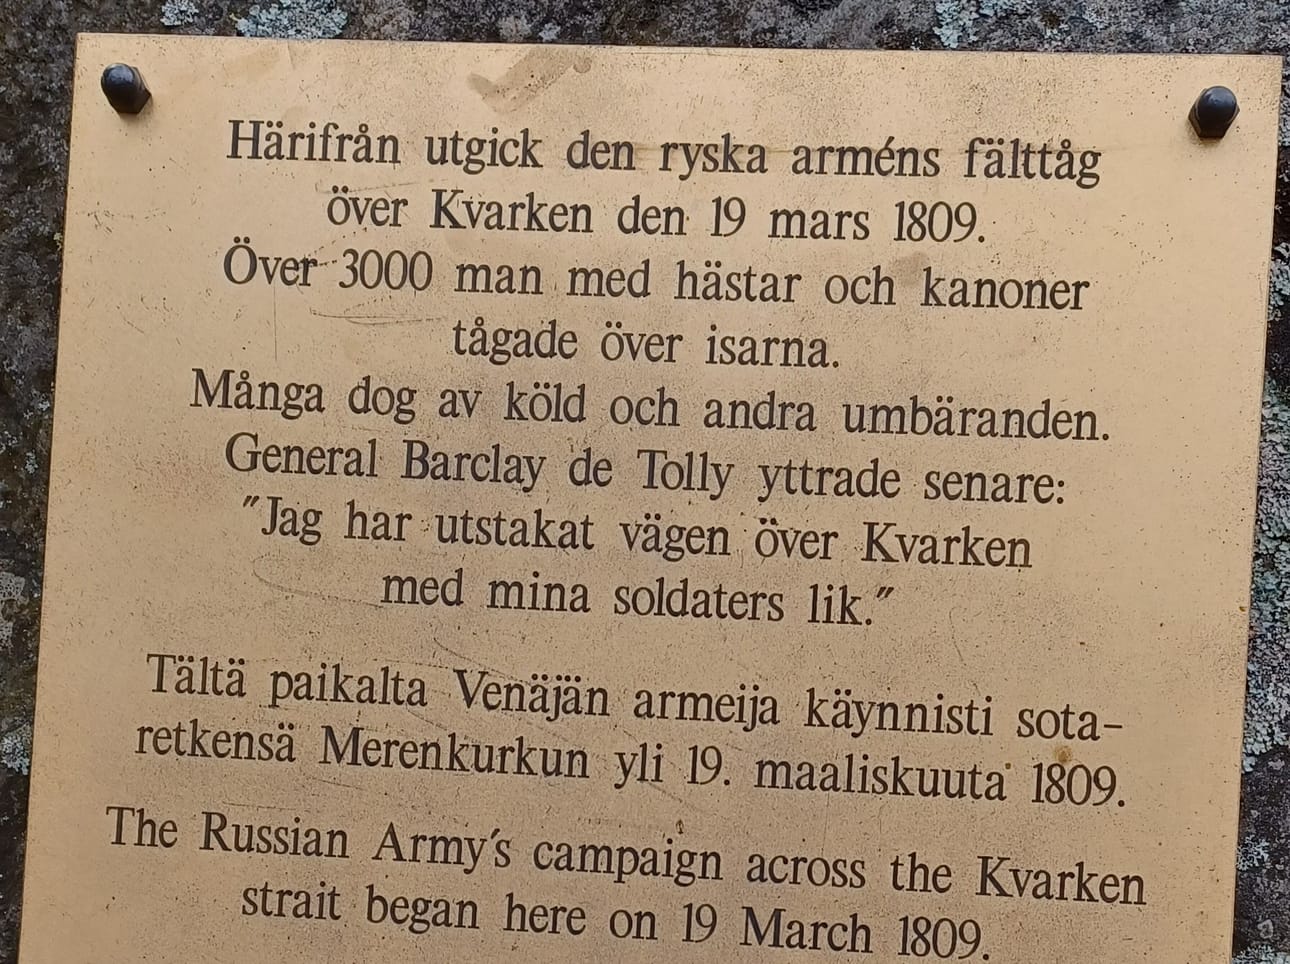 Härifrån utgick den ryska arméns fälttåg
över Kvarken den 19 mars 1809.
Över 3000 man med hästar och kanoner
tågade över isarna.
Många dog av köld och andra umbäranden.
General Barclay de Tolly yttrade senare:
"Jag har utstakat vägen över Kvarken
med mina soldaters lik."
Tältä paikalta Venäjän armeija käynnisti sota-
retkensä Merenkurkun yli 19. maaliskuuta 1809.
The Russian Army's campaign across the Kvarken
strait began here on 19 March 1809.